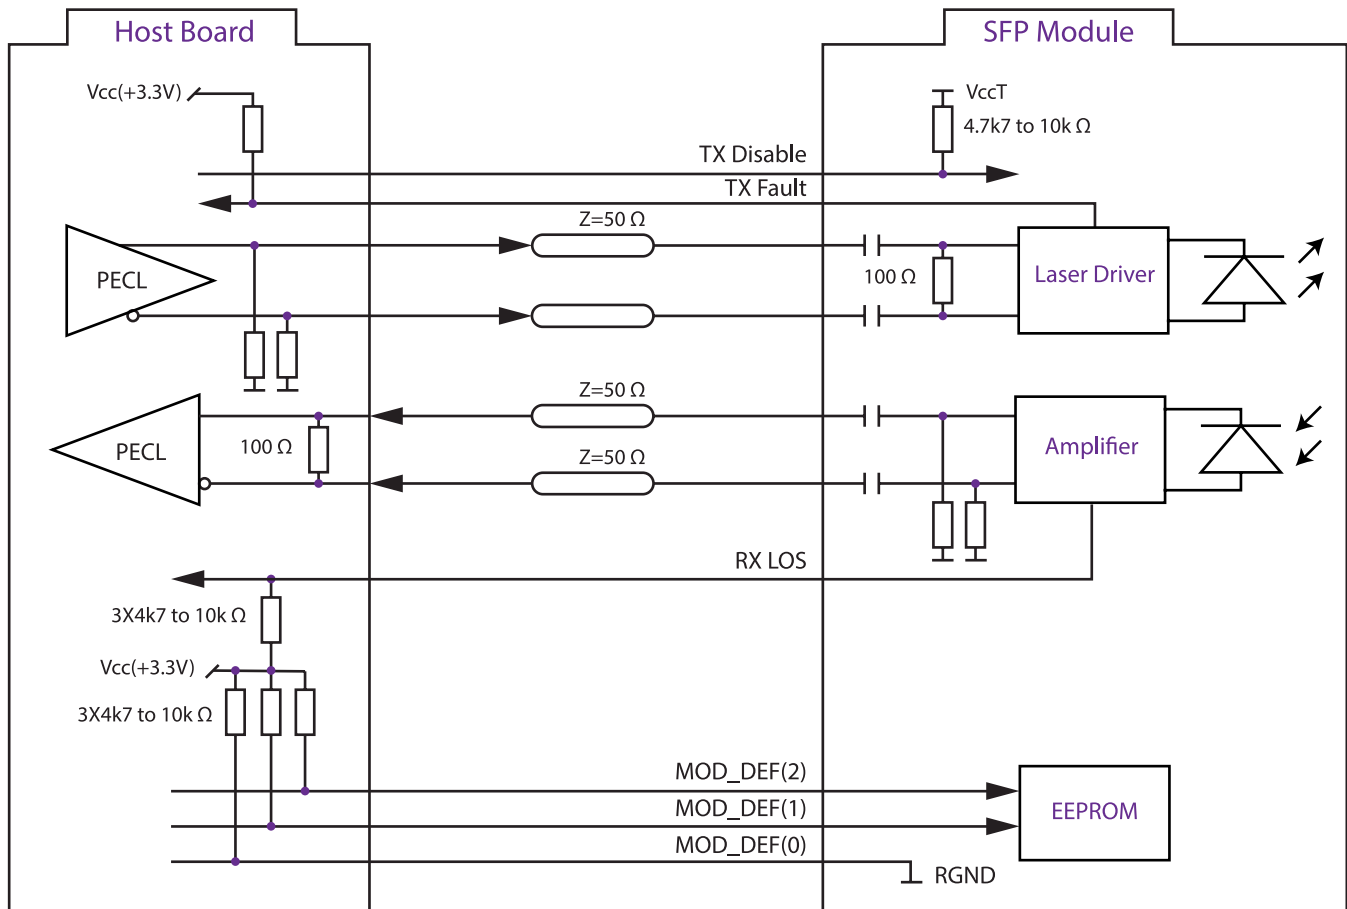 Host Board
SFP Module
Vcc(+3.3V)
VccT
4.7k7 to 10k Ω
TX Disable
TX Fault
Z=50 Ω
PECL
100 Ω
Laser Driver
Z=50 Ω
PECL
100 Ω
Z=50 Ω
Amplifier
RX LOS
3X4k7 to 10k Ω
Vcc(+3.3V)
3X4k7 to 10k Ω
MOD_DEF(2)
MOD_DEF(1)
MOD_DEF(0)
EEPROM
RGND